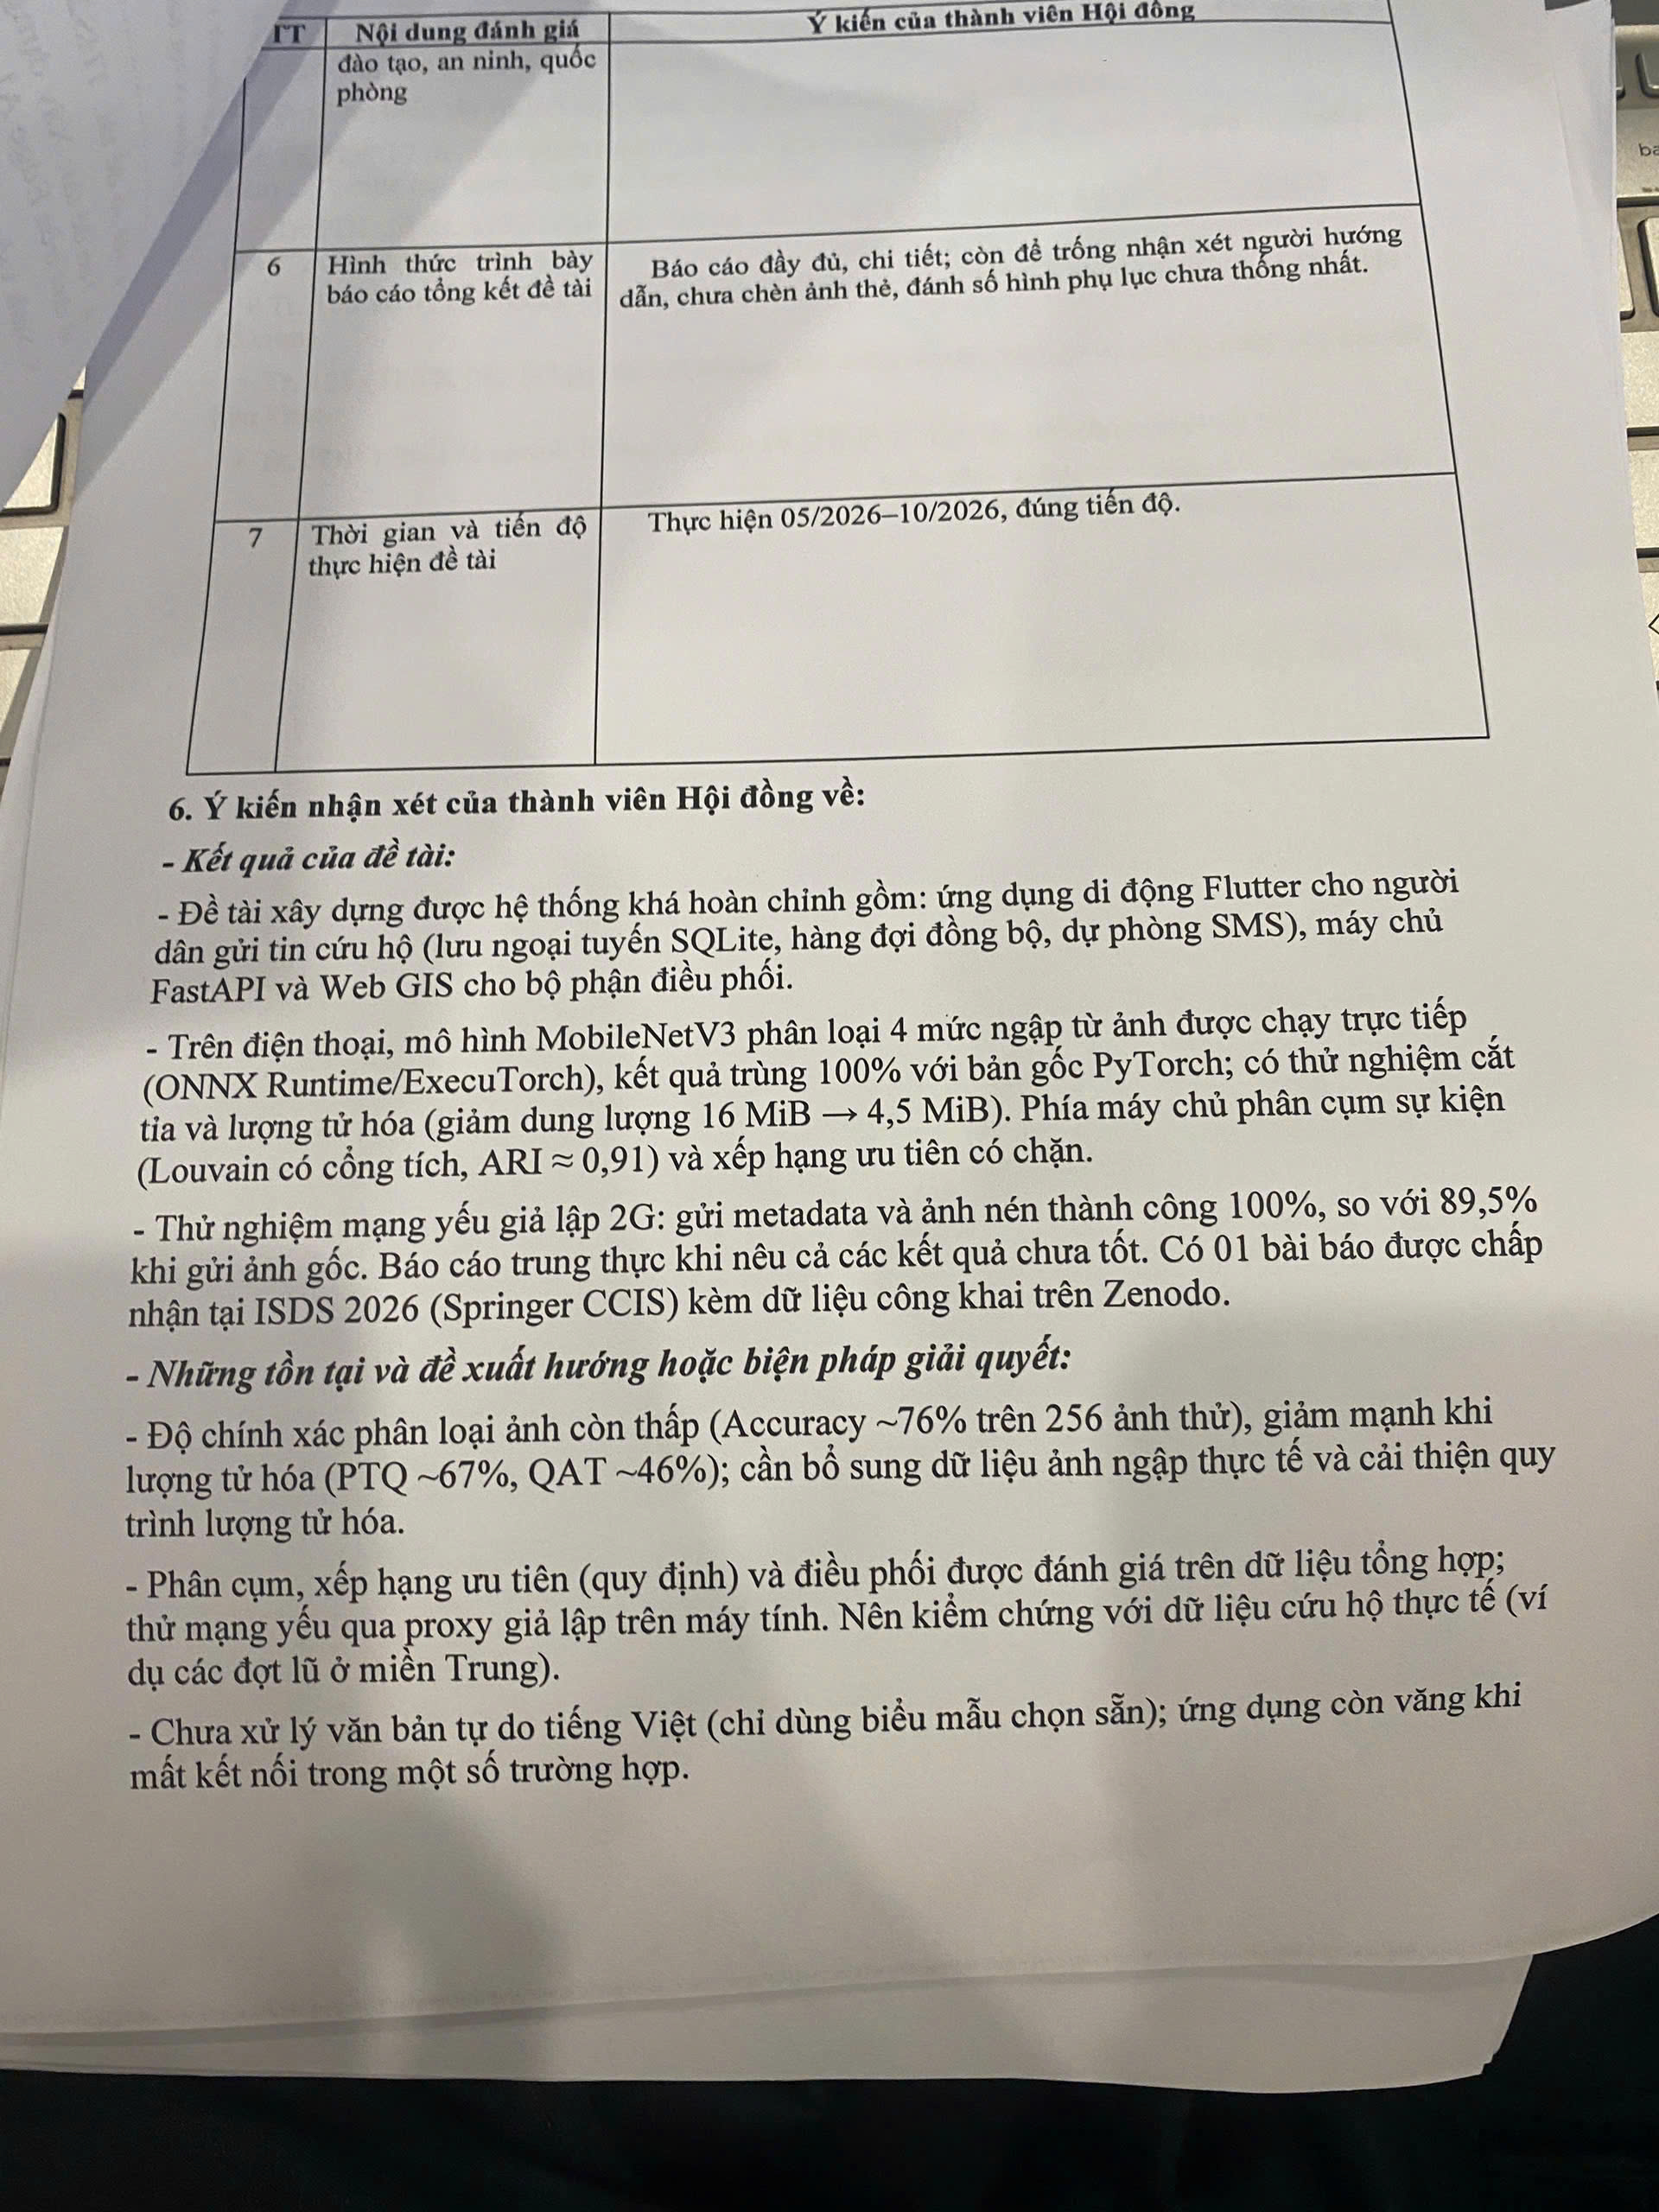 TT Nội dung đánh giá Ý kiến của thành viên Hội đồng
đào tạo, an ninh, quốc
phòng
6 Hình thức trình bày
báo cáo tổng kết đề tài
Báo cáo đầy đủ, chi tiết; còn để trống nhận xét người hướng
dẫn, chưa chèn ảnh thẻ, đánh số hình phụ lục chưa thống nhất.
7 Thời gian và tiến độ
thực hiện đề tài
Thực hiện 05/2026–10/2026, đúng tiến độ.
6. Ý kiến nhận xét của thành viên Hội đồng về:
- Kết quả của đề tài:
- Đề tài xây dựng được hệ thống khá hoàn chỉnh gồm: ứng dụng di động Flutter cho người
dân gửi tin cứu hộ (lưu ngoại tuyến SQLite, hàng đợi đồng bộ, dự phòng SMS), máy chủ
FastAPI và Web GIS cho bộ phận điều phối.
- Trên điện thoại, mô hình MobileNetV3 phân loại 4 mức ngập từ ảnh được chạy trực tiếp
(ONNX Runtime/ExecuTorch), kết quả trùng 100% với bản gốc PyTorch; có thử nghiệm cắt
tỉa và lượng tử hóa (giảm dung lượng 16 MiB → 4,5 MiB). Phía máy chủ phân cụm sự kiện
(Louvain có cổng tích, ARI ≈ 0,91) và xếp hạng ưu tiên có chặn.
- Thử nghiệm mạng yếu giả lập 2G: gửi metadata và ảnh nén thành công 100%, so với 89,5%
khi gửi ảnh gốc. Báo cáo trung thực khi nêu cả các kết quả chưa tốt. Có 01 bài báo được chấp
nhận tại ISDS 2026 (Springer CCIS) kèm dữ liệu công khai trên Zenodo.
- Những tồn tại và đề xuất hướng hoặc biện pháp giải quyết:
- Độ chính xác phân loại ảnh còn thấp (Accuracy ~76% trên 256 ảnh thử), giảm mạnh khi
lượng tử hóa (PTQ ~67%, QAT ~46%); cần bổ sung dữ liệu ảnh ngập thực tế và cải thiện quy
trình lượng tử hóa.
- Phân cụm, xếp hạng ưu tiên (quy định) và điều phối được đánh giá trên dữ liệu tổng hợp;
thử mạng yếu qua proxy giả lập trên máy tính. Nên kiểm chứng với dữ liệu cứu hộ thực tế (ví
dụ các đợt lũ ở miền Trung).
- Chưa xử lý văn bản tự do tiếng Việt (chỉ dùng biểu mẫu chọn sẵn); ứng dụng còn văng khi
mất kết nối trong một số trường hợp.